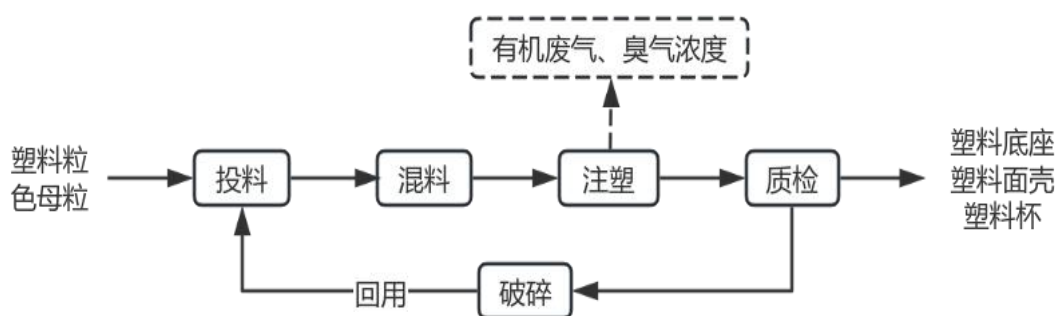 有机废气、臭气浓度
塑料粒
色母粒
投料
混料
注塑
质检
塑料底座
塑料面壳
塑料杯
回用
破碎